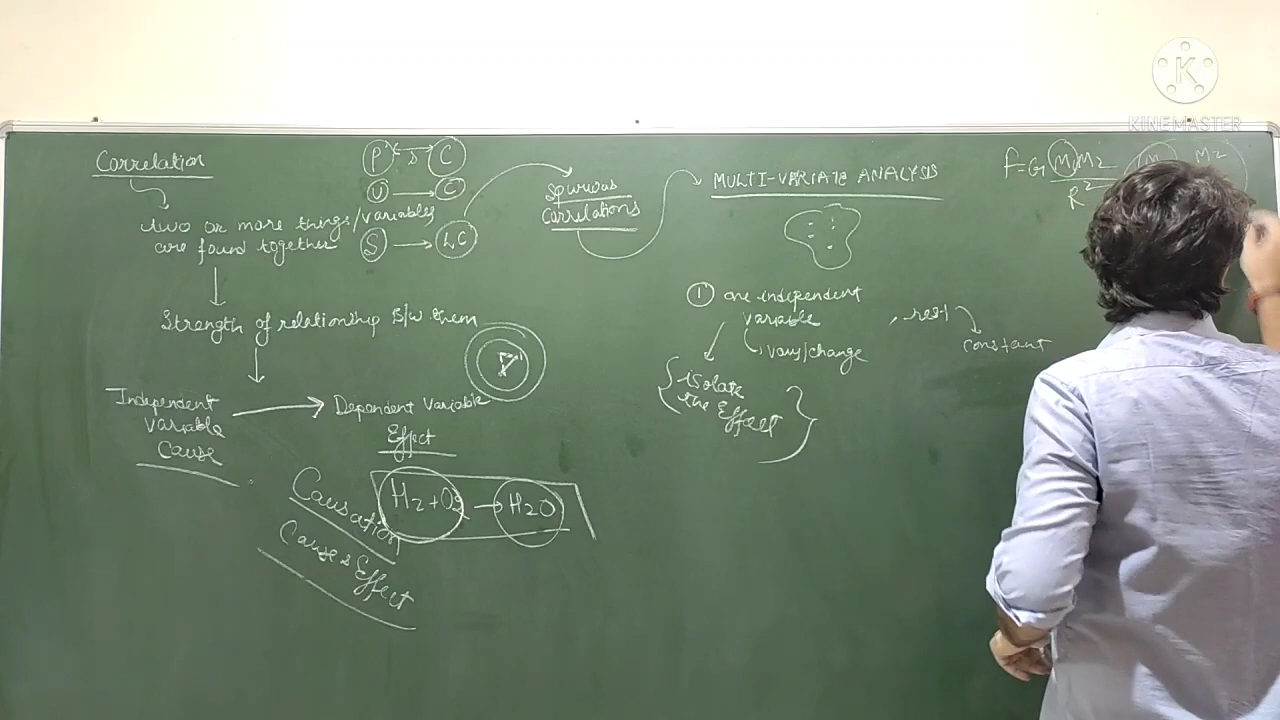 Correlation
two or more things/variables
are found together
Strength of relationship B/w them
Independent
Variable
Cause
Dependent Variable
Effect
Causation
Cause & Effect
H2+O2 → H2O
P S C
U → C
S → L.C
Spurious
Correlations
MULTI-VARIATE ANALYSIS
1 one independent
variable
vary/change
, rest
constant
isolate
the Effect
F=G M1M2
R2
M2
K
KINEMASTER